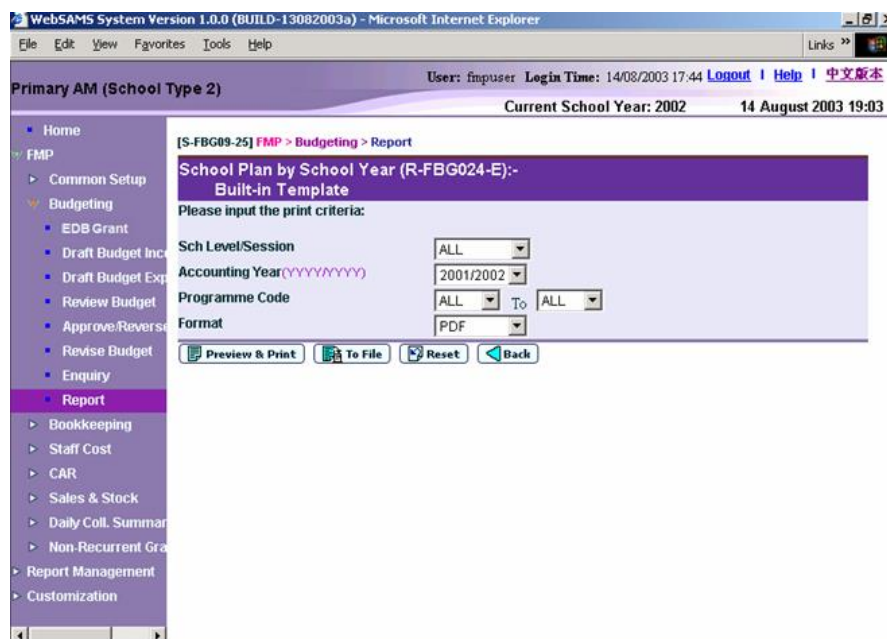 WebSAMS System Version 1.0.0 (BUILD-13082003a) - Microsoft Internet Explorer
File Edit View Favorites Tools Help Links »
Primary AM (School Type 2)
User: fmpuser Login Time: 14/08/2003 17:44 Logout | Help | 中文版本
Current School Year: 2002 14 August 2003 19:03
Home
FMP
Common Setup
Budgeting
EDB Grant
Draft Budget Inco
Draft Budget Exp
Review Budget
Approve/Reverse
Revise Budget
Enquiry
Report
Bookkeeping
Staff Cost
CAR
Sales & Stock
Daily Coll. Summar
Non-Recurrent Gra
Report Management
Customization
[S-FBG09-25] FMP > Budgeting > Report
School Plan by School Year (R-FBG024-E):-
Built-in Template
Please input the print criteria:
Sch Level/Session ALL
Accounting Year(YYYY/YYYY) 2001/2002
Programme Code ALL To ALL
Format PDF
Preview & Print To File Reset Back